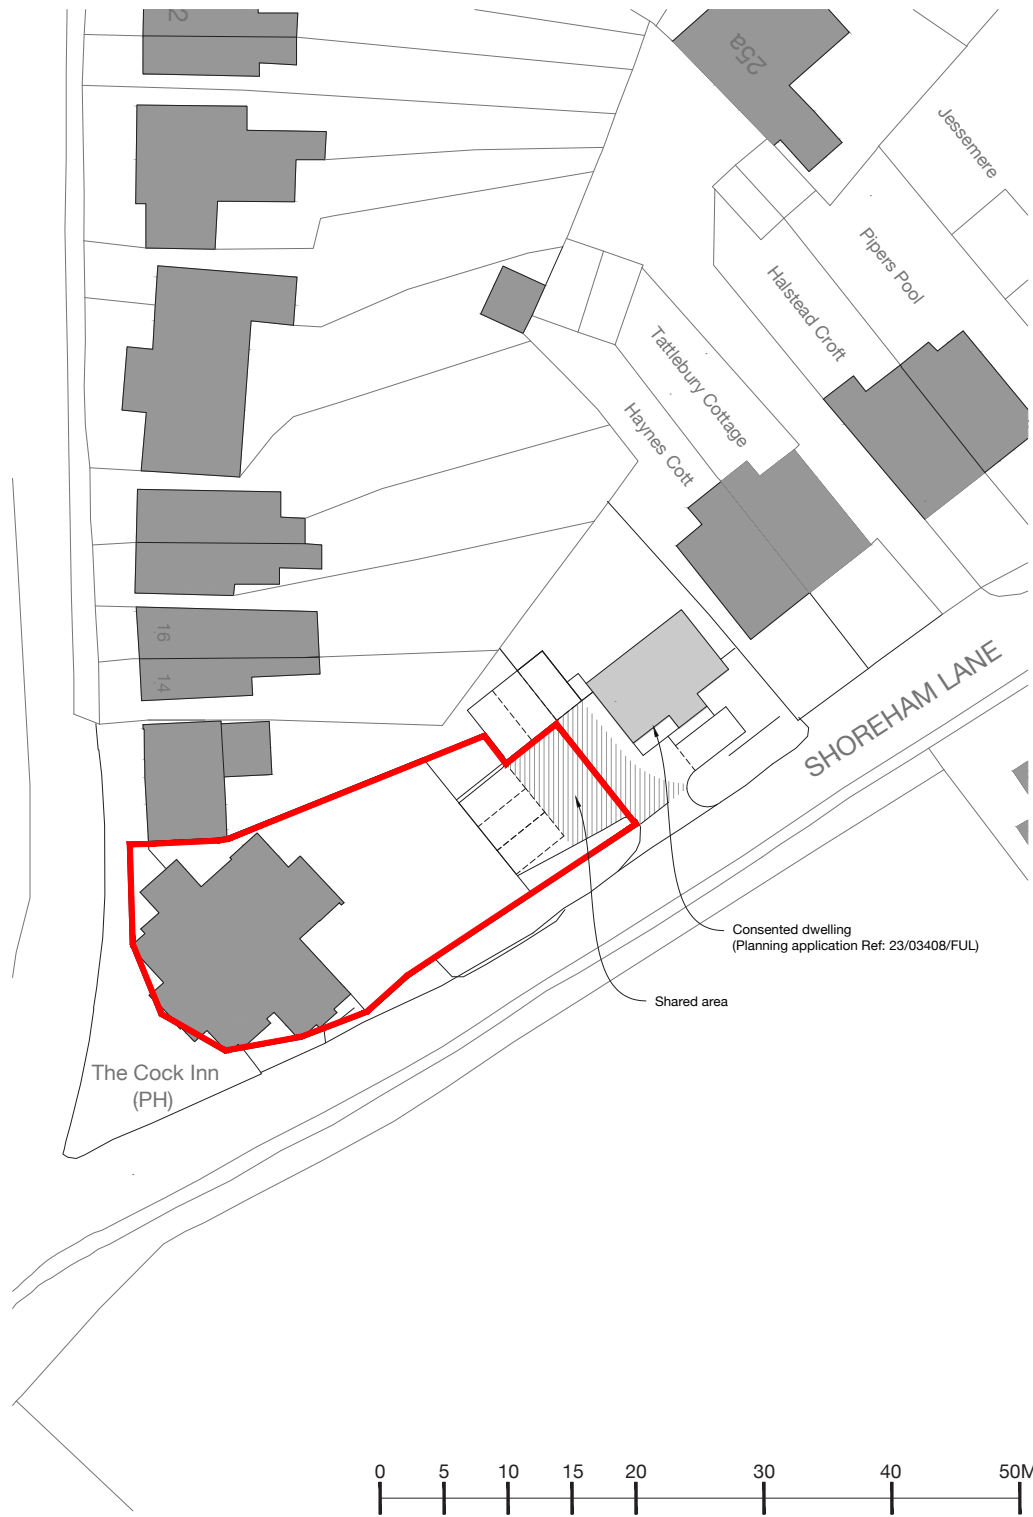 2
25a
Jessemere
Pipers Pool
Halstead Croft
Tattlebury Cottage
Haynes Cott
16
14
SHOREHAM LANE
Consented dwelling
(Planning application Ref: 23/03408/FUL)
Shared area
The Cock Inn
(PH)
0 5 10 15 20 30 40 50M